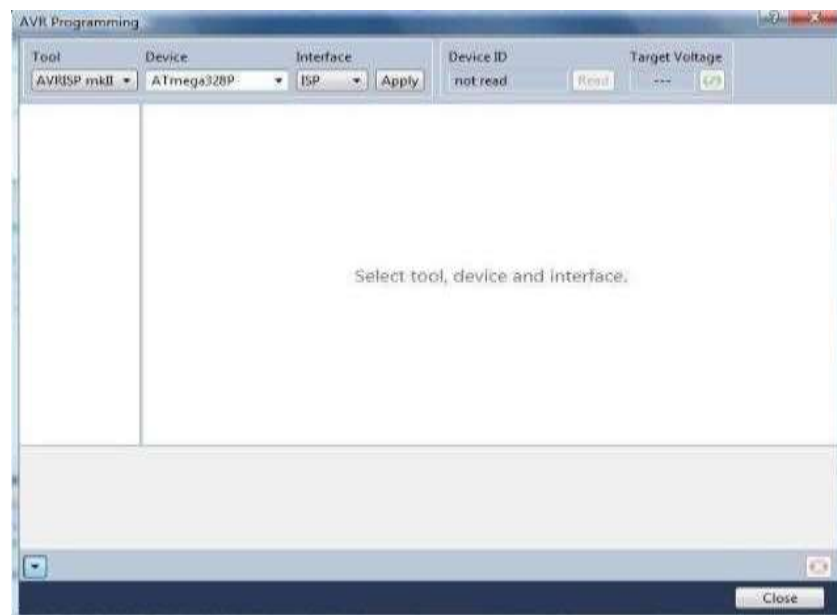 AVR Programming
Tool Device Interface Device ID Target Voltage
AVRISP mkII ATmega328P ISP Apply not read Read ---
Select tool, device and interface.
Close